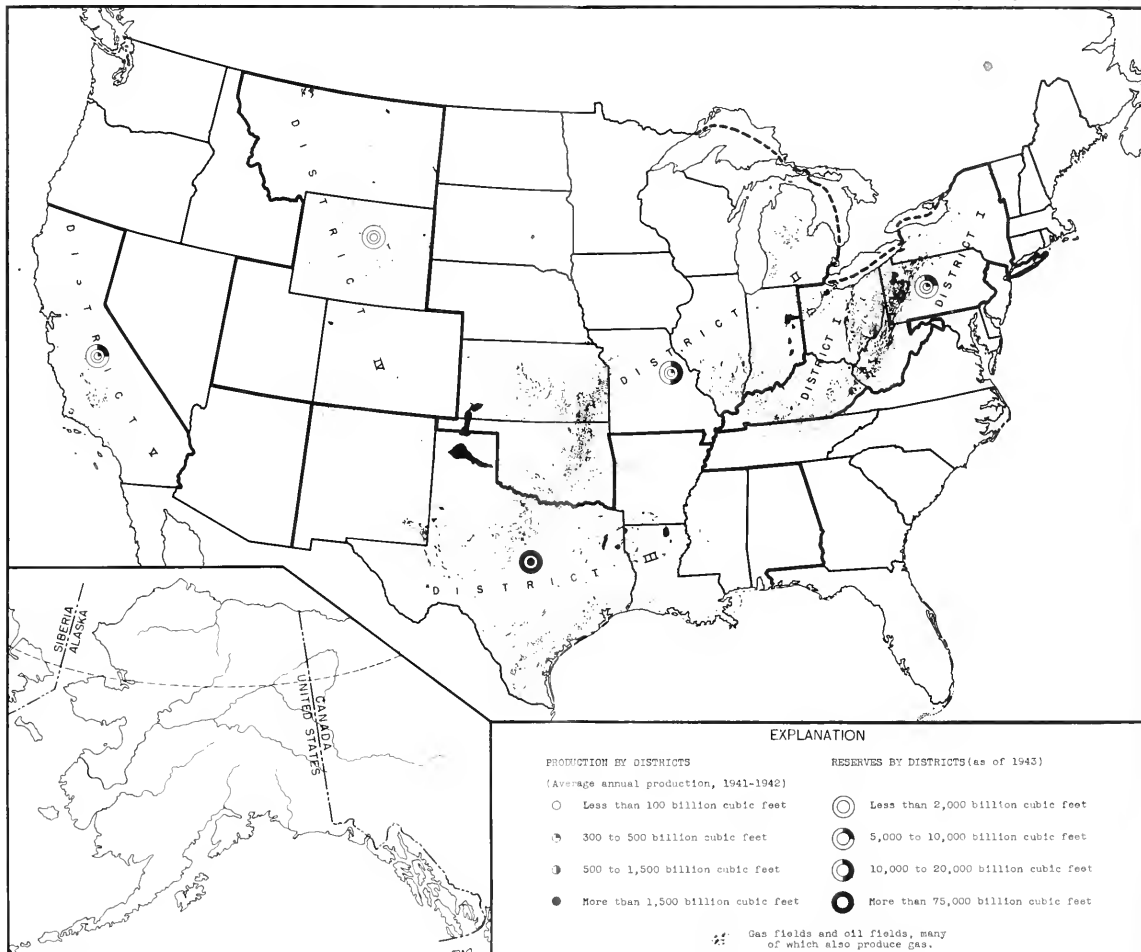 DISTRICT IV
DISTRICT V
DISTRICT II
DISTRICT I
DISTRICT I
DISTRICT III
SIBERIA
ALASKA
CANADA
UNITED STATES
EXPLANATION
PRODUCTION BY DISTRICTS
(Average annual production, 1941-1942)
Less than 100 billion cubic feet
300 to 500 billion cubic feet
500 to 1,500 billion cubic feet
More than 1,500 billion cubic feet
RESERVES BY DISTRICTS (as of 1943)
Less than 2,000 billion cubic feet
5,000 to 10,000 billion cubic feet
10,000 to 20,000 billion cubic feet
More than 75,000 billion cubic feet
Gas fields and oil fields, many
of which also produce gas.